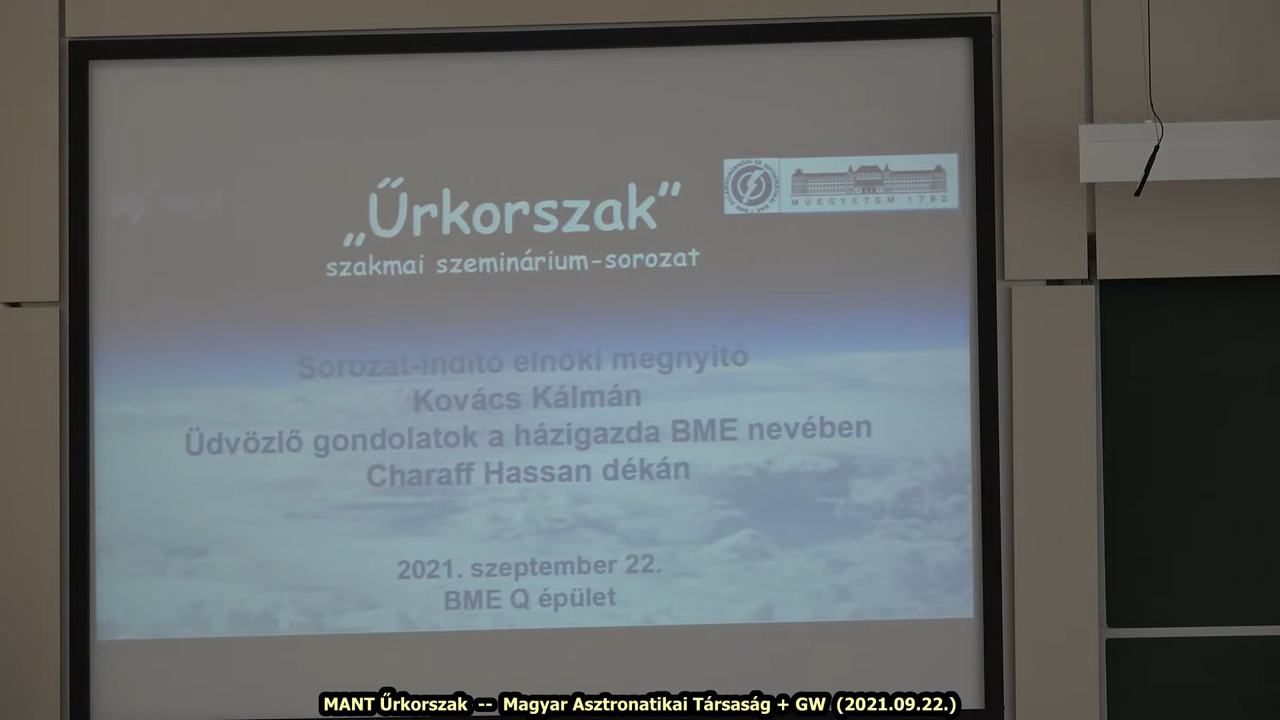 „Űrkorszak”
szakmai szeminárium-sorozat
MŰEGYETEM 1782
Sorozat-indító elnöki megnyitó
Kovács Kálmán
Üdvözlő gondolatok a házigazda BME nevében
Charaff Hassan dékán
2021. szeptember 22.
BME Q épület
MANT Űrkorszak -- Magyar Asztronatikai Társaság + GW (2021.09.22.)